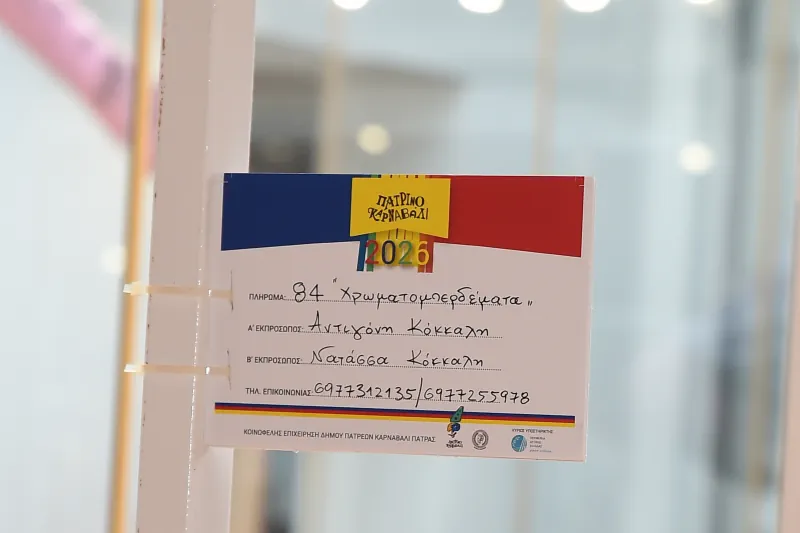 ΠΑΤΡΙΝΟ
ΚΑΡΝΑΒΑΛΙ
2026
ΠΛΗΡΩΜΑ: 84 "Χρωματομπερδέματα"
Α' ΕΚΠΡΟΣΩΠΟΣ: Αντιγόνη Κόκκαλη
Β' ΕΚΠΡΟΣΩΠΟΣ: Νατάσσα Κόκκαλη
ΤΗΛ. ΕΠΙΚΟΙΝΩΝΙΑΣ: 6977312135/6977255978
ΚΟΙΝΩΦΕΛΗΣ ΕΠΙΧΕΙΡΗΣΗ ΔΗΜΟΥ ΠΑΤΡΕΩΝ ΚΑΡΝΑΒΑΛΙ ΠΑΤΡΑΣ